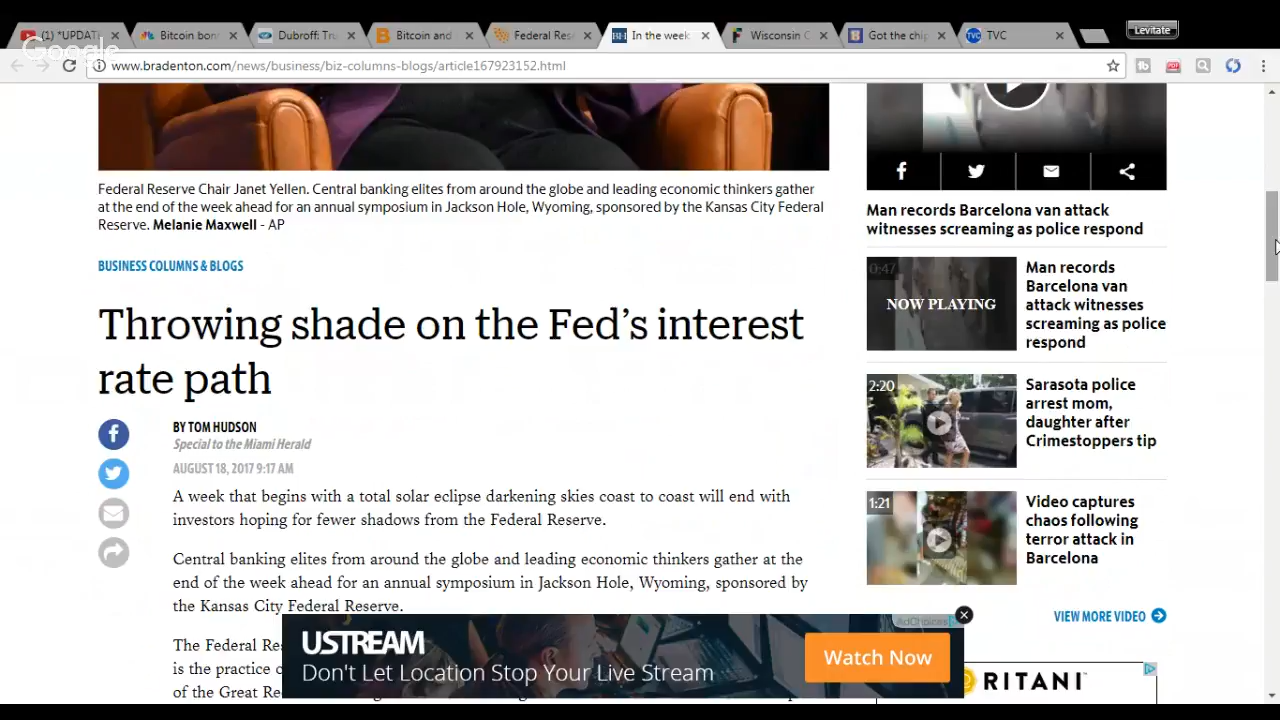 (1) *UPDAT
Bitcoin bon
Dubroff: Tru
Bitcoin and
Federal Res
In the week
Wisconsin G
Got the chip
TVC
Levitate
Google
www.bradenton.com/news/business/biz-columns-blogs/article167923152.html
Federal Reserve Chair Janet Yellen. Central banking elites from around the globe and leading economic thinkers gather
at the end of the week ahead for an annual symposium in Jackson Hole, Wyoming, sponsored by the Kansas City Federal
Reserve. Melanie Maxwell - AP
BUSINESS COLUMNS & BLOGS
Throwing shade on the Fed's interest
rate path
BY TOM HUDSON
Special to the Miami Herald
AUGUST 18, 2017 9:17 AM
A week that begins with a total solar eclipse darkening skies coast to coast will end with
investors hoping for fewer shadows from the Federal Reserve.
Central banking elites from around the globe and leading economic thinkers gather at the
end of the week ahead for an annual symposium in Jackson Hole, Wyoming, sponsored by
the Kansas City Federal Reserve.
The Federal Re
is the practice
of the Great Re
Man records Barcelona van attack
witnesses screaming as police respond
0:47
NOW PLAYING
Man records
Barcelona van
attack witnesses
screaming as police
respond
2:20
Sarasota police
arrest mom,
daughter after
Crimestoppers tip
1:21
Video captures
chaos following
terror attack in
Barcelona
VIEW MORE VIDEO
AdChoices
USTREAM
Don't Let Location Stop Your Live Stream
Watch Now
RITANI